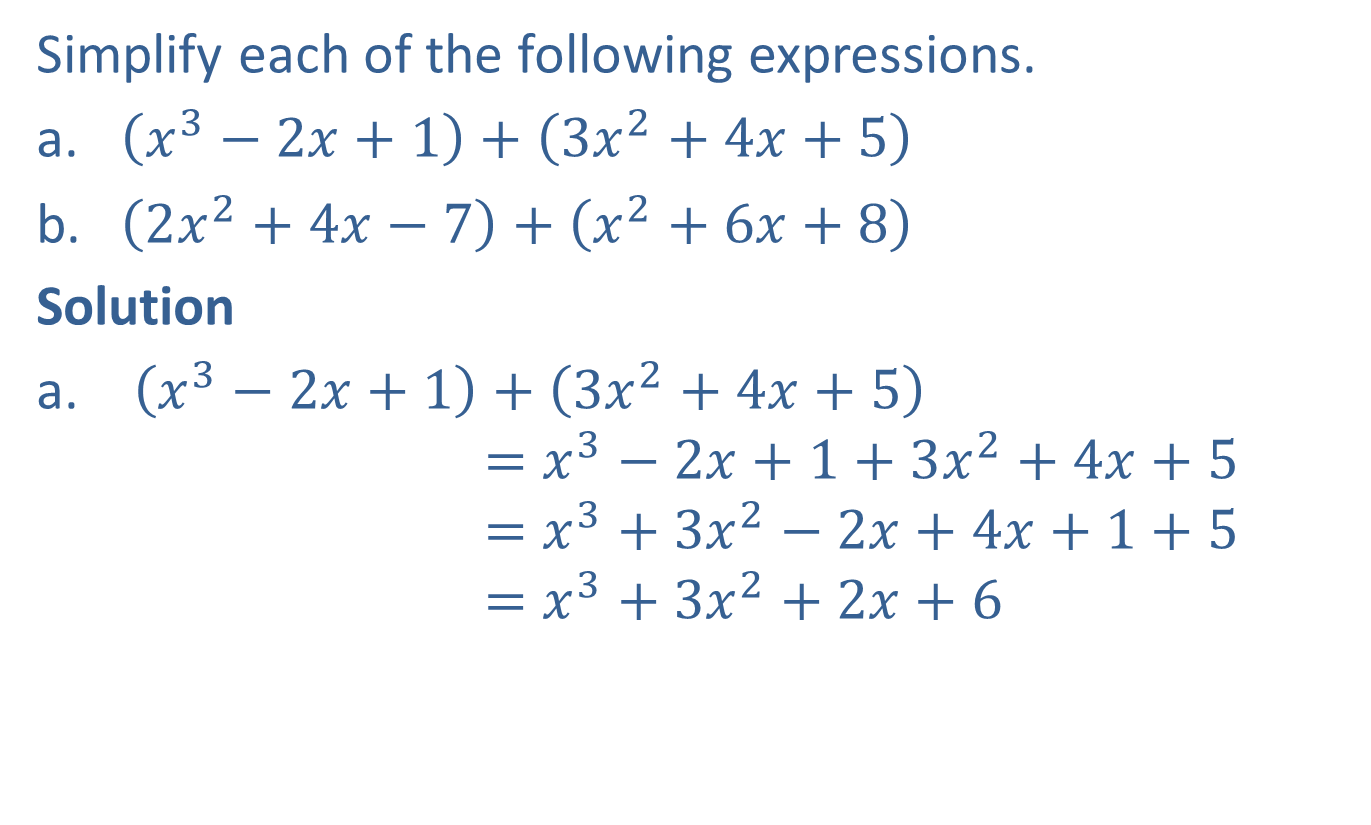 Simplify each of the following expressions.
a. (x³ − 2x + 1) + (3x² + 4x + 5)
b. (2x² + 4x − 7) + (x² + 6x + 8)
Solution
a. (x³ − 2x + 1) + (3x² + 4x + 5)
= x³ − 2x + 1 + 3x² + 4x + 5
= x³ + 3x² − 2x + 4x + 1 + 5
= x³ + 3x² + 2x + 6